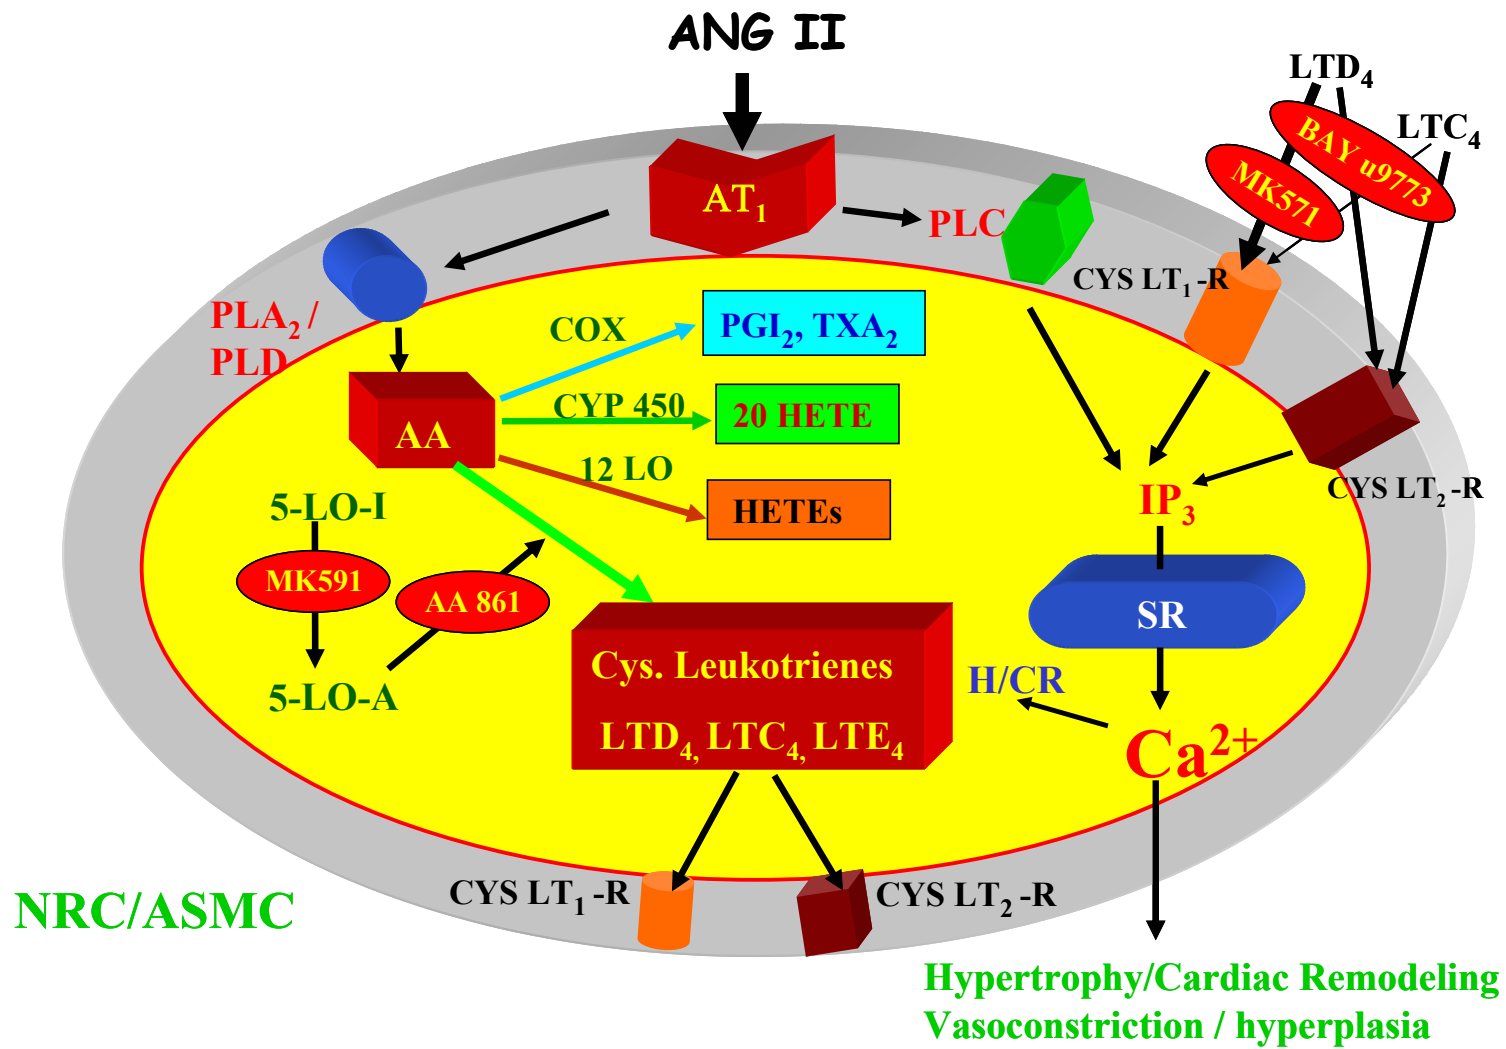 ANG II
LTD4
LTC4
BAY u9773
MK571
AT1
PLC
CYS LT1-R
PLA2 /
PLD
COX
PGI2, TXA2
CYP 450
20 HETE
AA
12 LO
HETEs
5-LO-I
MK591
AA 861
5-LO-A
IP3
CYS LT2-R
SR
Cys. Leukotrienes
LTD4, LTC4, LTE4
H/CR
Ca2+
CYS LT1-R
CYS LT2-R
NRC/ASMC
Hypertrophy/Cardiac Remodeling
Vasoconstriction / hyperplasia